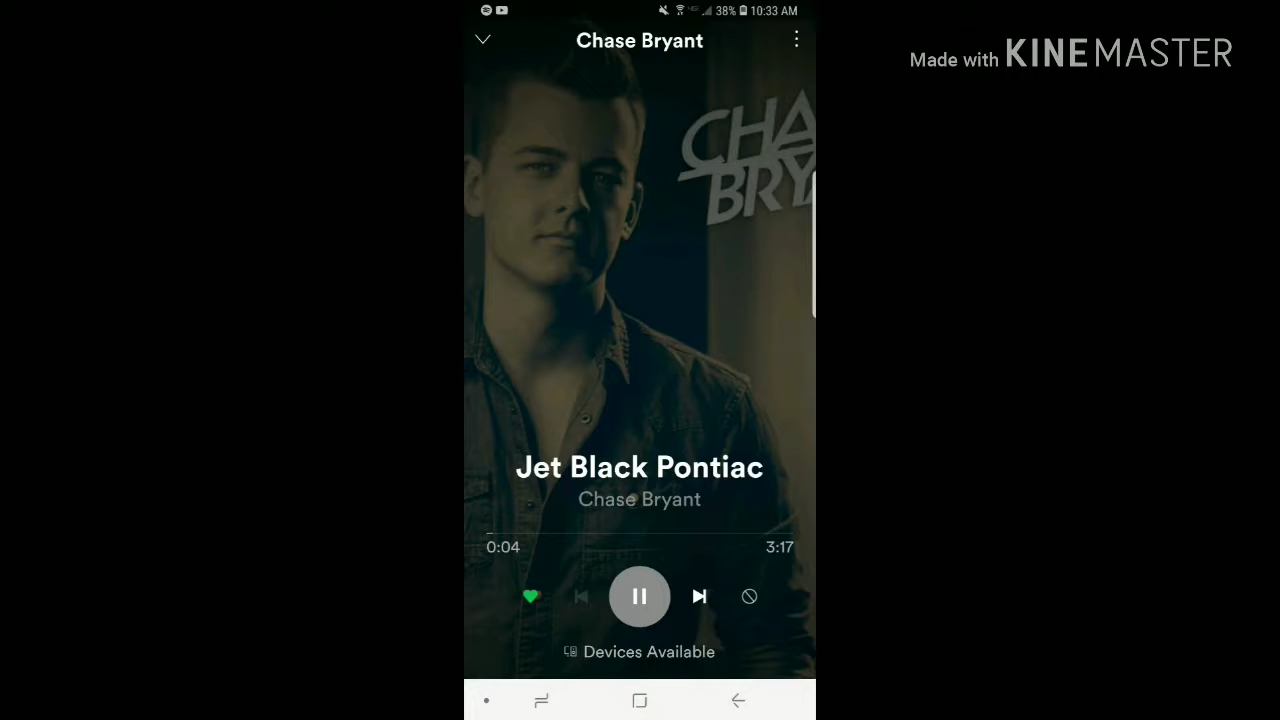 38% 10:33 AM
Chase Bryant
Made with KINEMASTER
CHA
BRY
Jet Black Pontiac
Chase Bryant
0:04 3:17
Devices Available